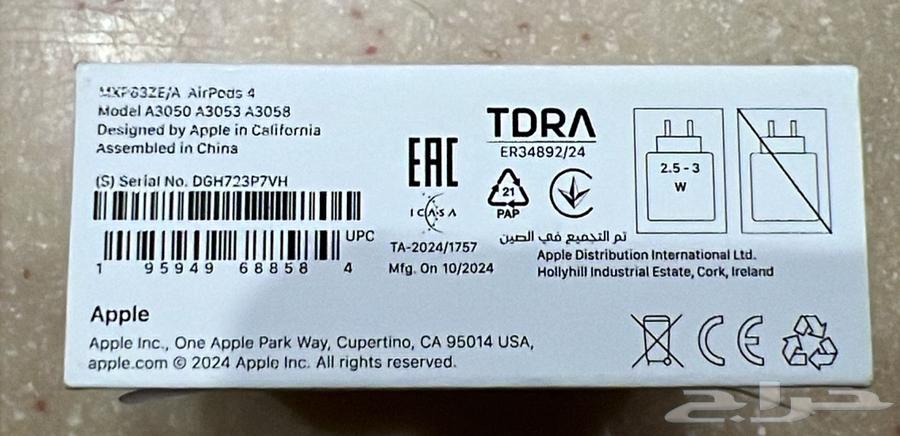 MXP63ZE/A AirPods 4
Model A3050 A3053 A3058
Designed by Apple in California
Assembled in China
(S) Serial No. DGH723P7VH
UPC
1 95949 68858 4
EAC
ICASA
TA-2024/1757
Mfg. On 10/2024
TDRA
ER34892/24
21
PAP
تم التجميع في الصين
Apple Distribution International Ltd.
Hollyhill Industrial Estate, Cork, Ireland
2.5 - 3
W
Apple
Apple Inc., One Apple Park Way, Cupertino, CA 95014 USA,
apple.com © 2024 Apple Inc. All rights reserved.
CE
حراج